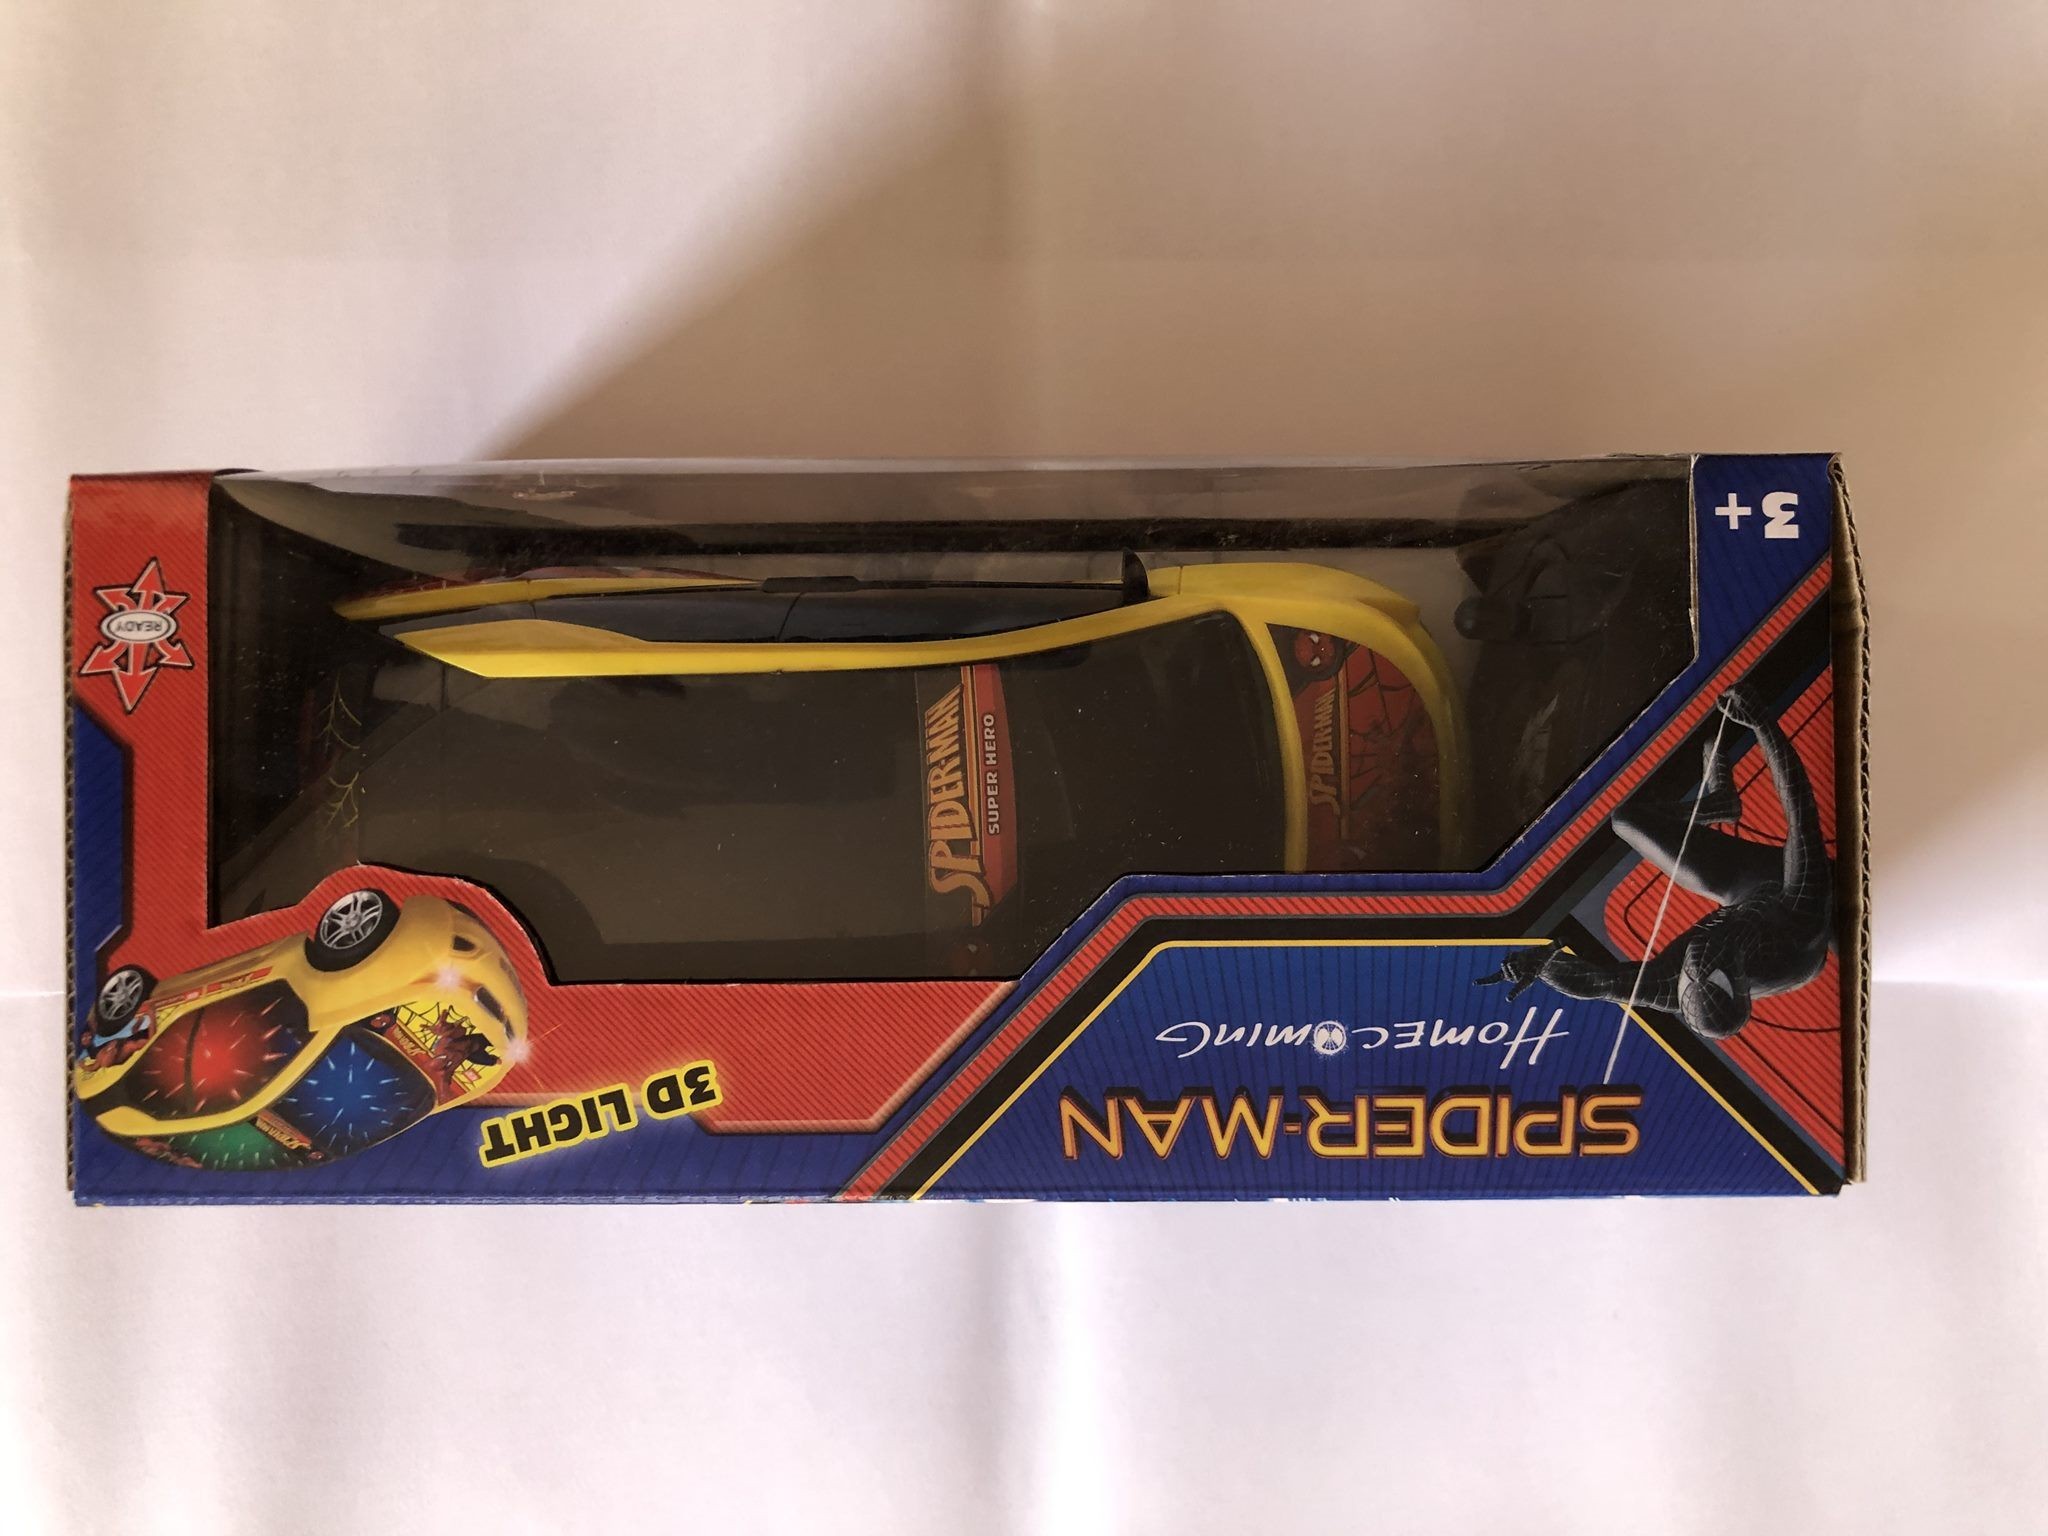 SPIDER-MAN
HOMECOMING
3D LIGHT
3+
READY
SPIDER-MAN
SUPER HERO
SPIDER-MAN